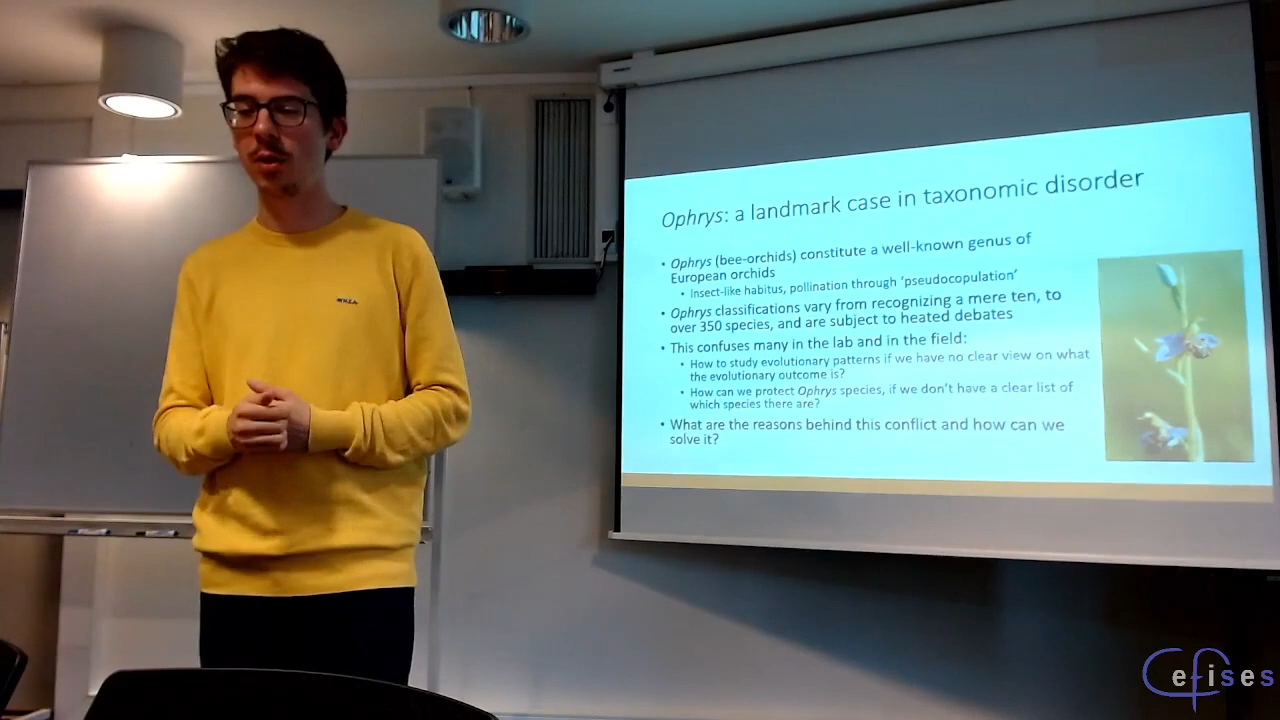 Ophrys: a landmark case in taxonomic disorder
• Ophrys (bee-orchids) constitute a well-known genus of
European orchids
• Insect-like habitus, pollination through ‘pseudocopulation’
• Ophrys classifications vary from recognizing a mere ten, to
over 350 species, and are subject to heated debates
• This confuses many in the lab and in the field:
• How to study evolutionary patterns if we have no clear view on what
the evolutionary outcome is?
• How can we protect Ophrys species, if we don’t have a clear list of
which species there are?
• What are the reasons behind this conflict and how can we
solve it?
Cefises